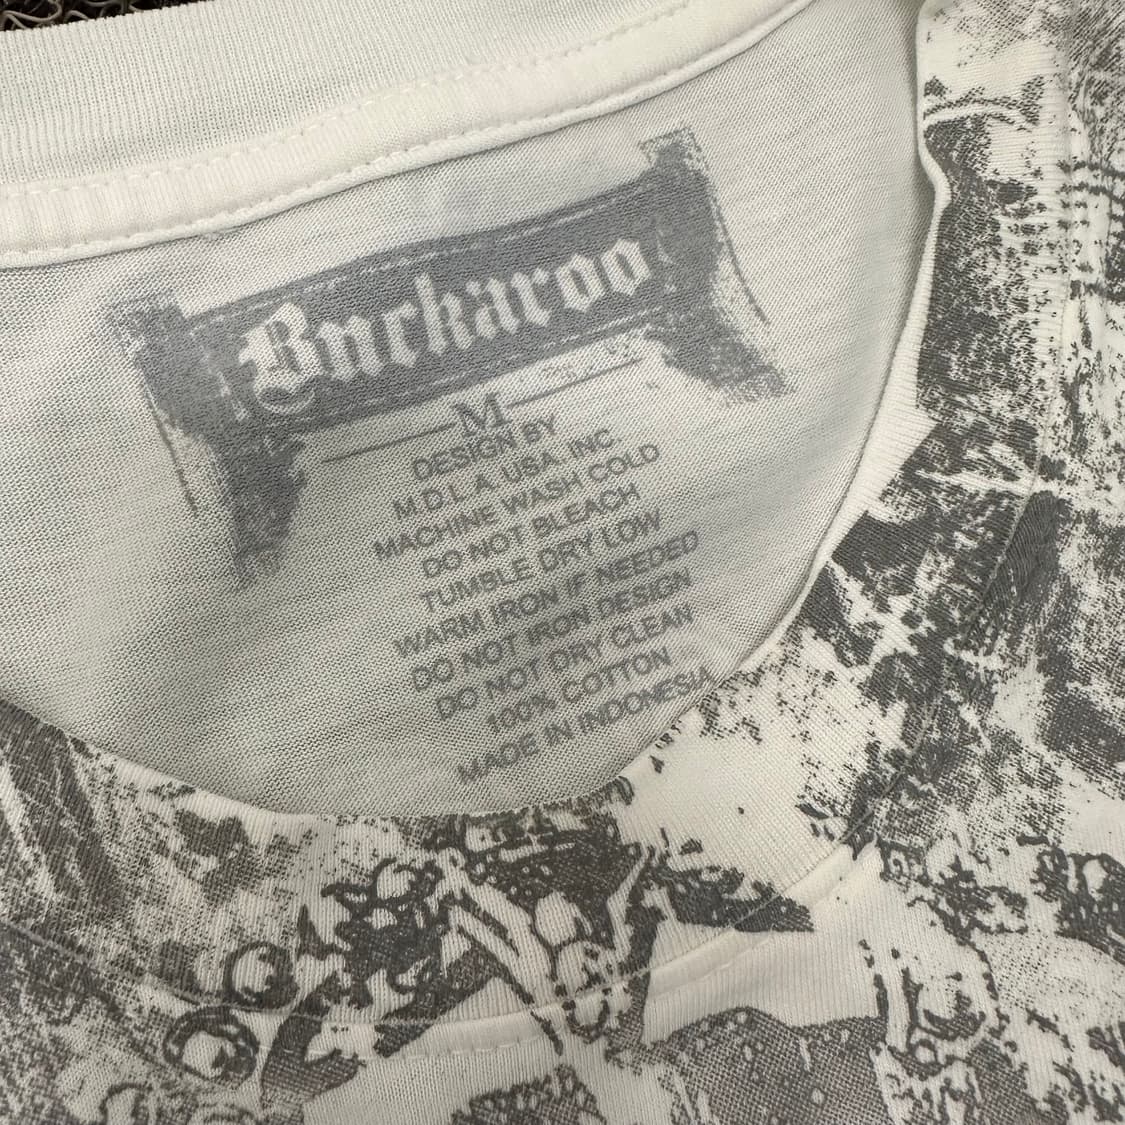 Buckaroo
M
DESIGN BY
M.D.L.A. USA. INC
MACHINE WASH COLD
DO NOT BLEACH
TUMBLE DRY LOW
WARM IRON IF NEEDED
DO NOT IRON DESIGN
DO NOT DRY CLEAN
100% COTTON
MADE IN INDONESIA